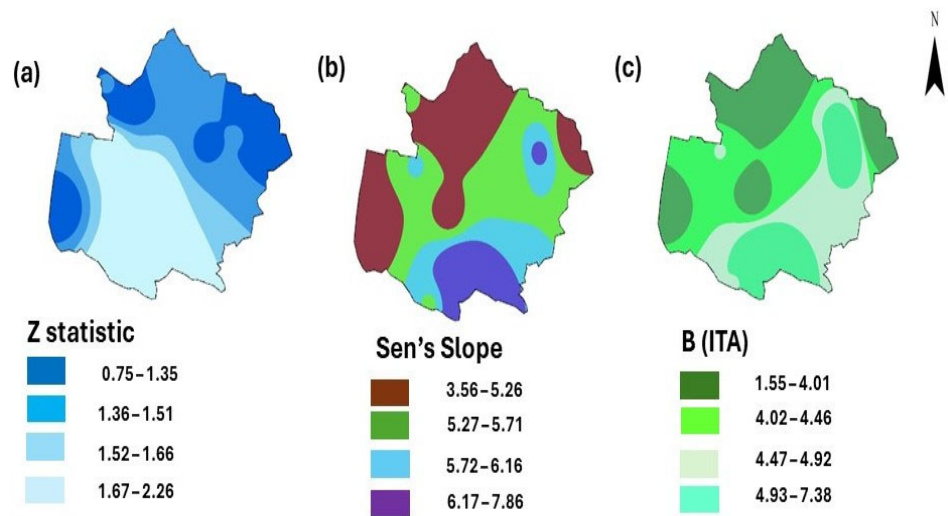 N
(a)
(b)
(c)
Z statistic
0.75–1.35
1.36–1.51
1.52–1.66
1.67–2.26
Sen's Slope
3.56–5.26
5.27–5.71
5.72–6.16
6.17–7.86
B (ITA)
1.55–4.01
4.02–4.46
4.47–4.92
4.93–7.38